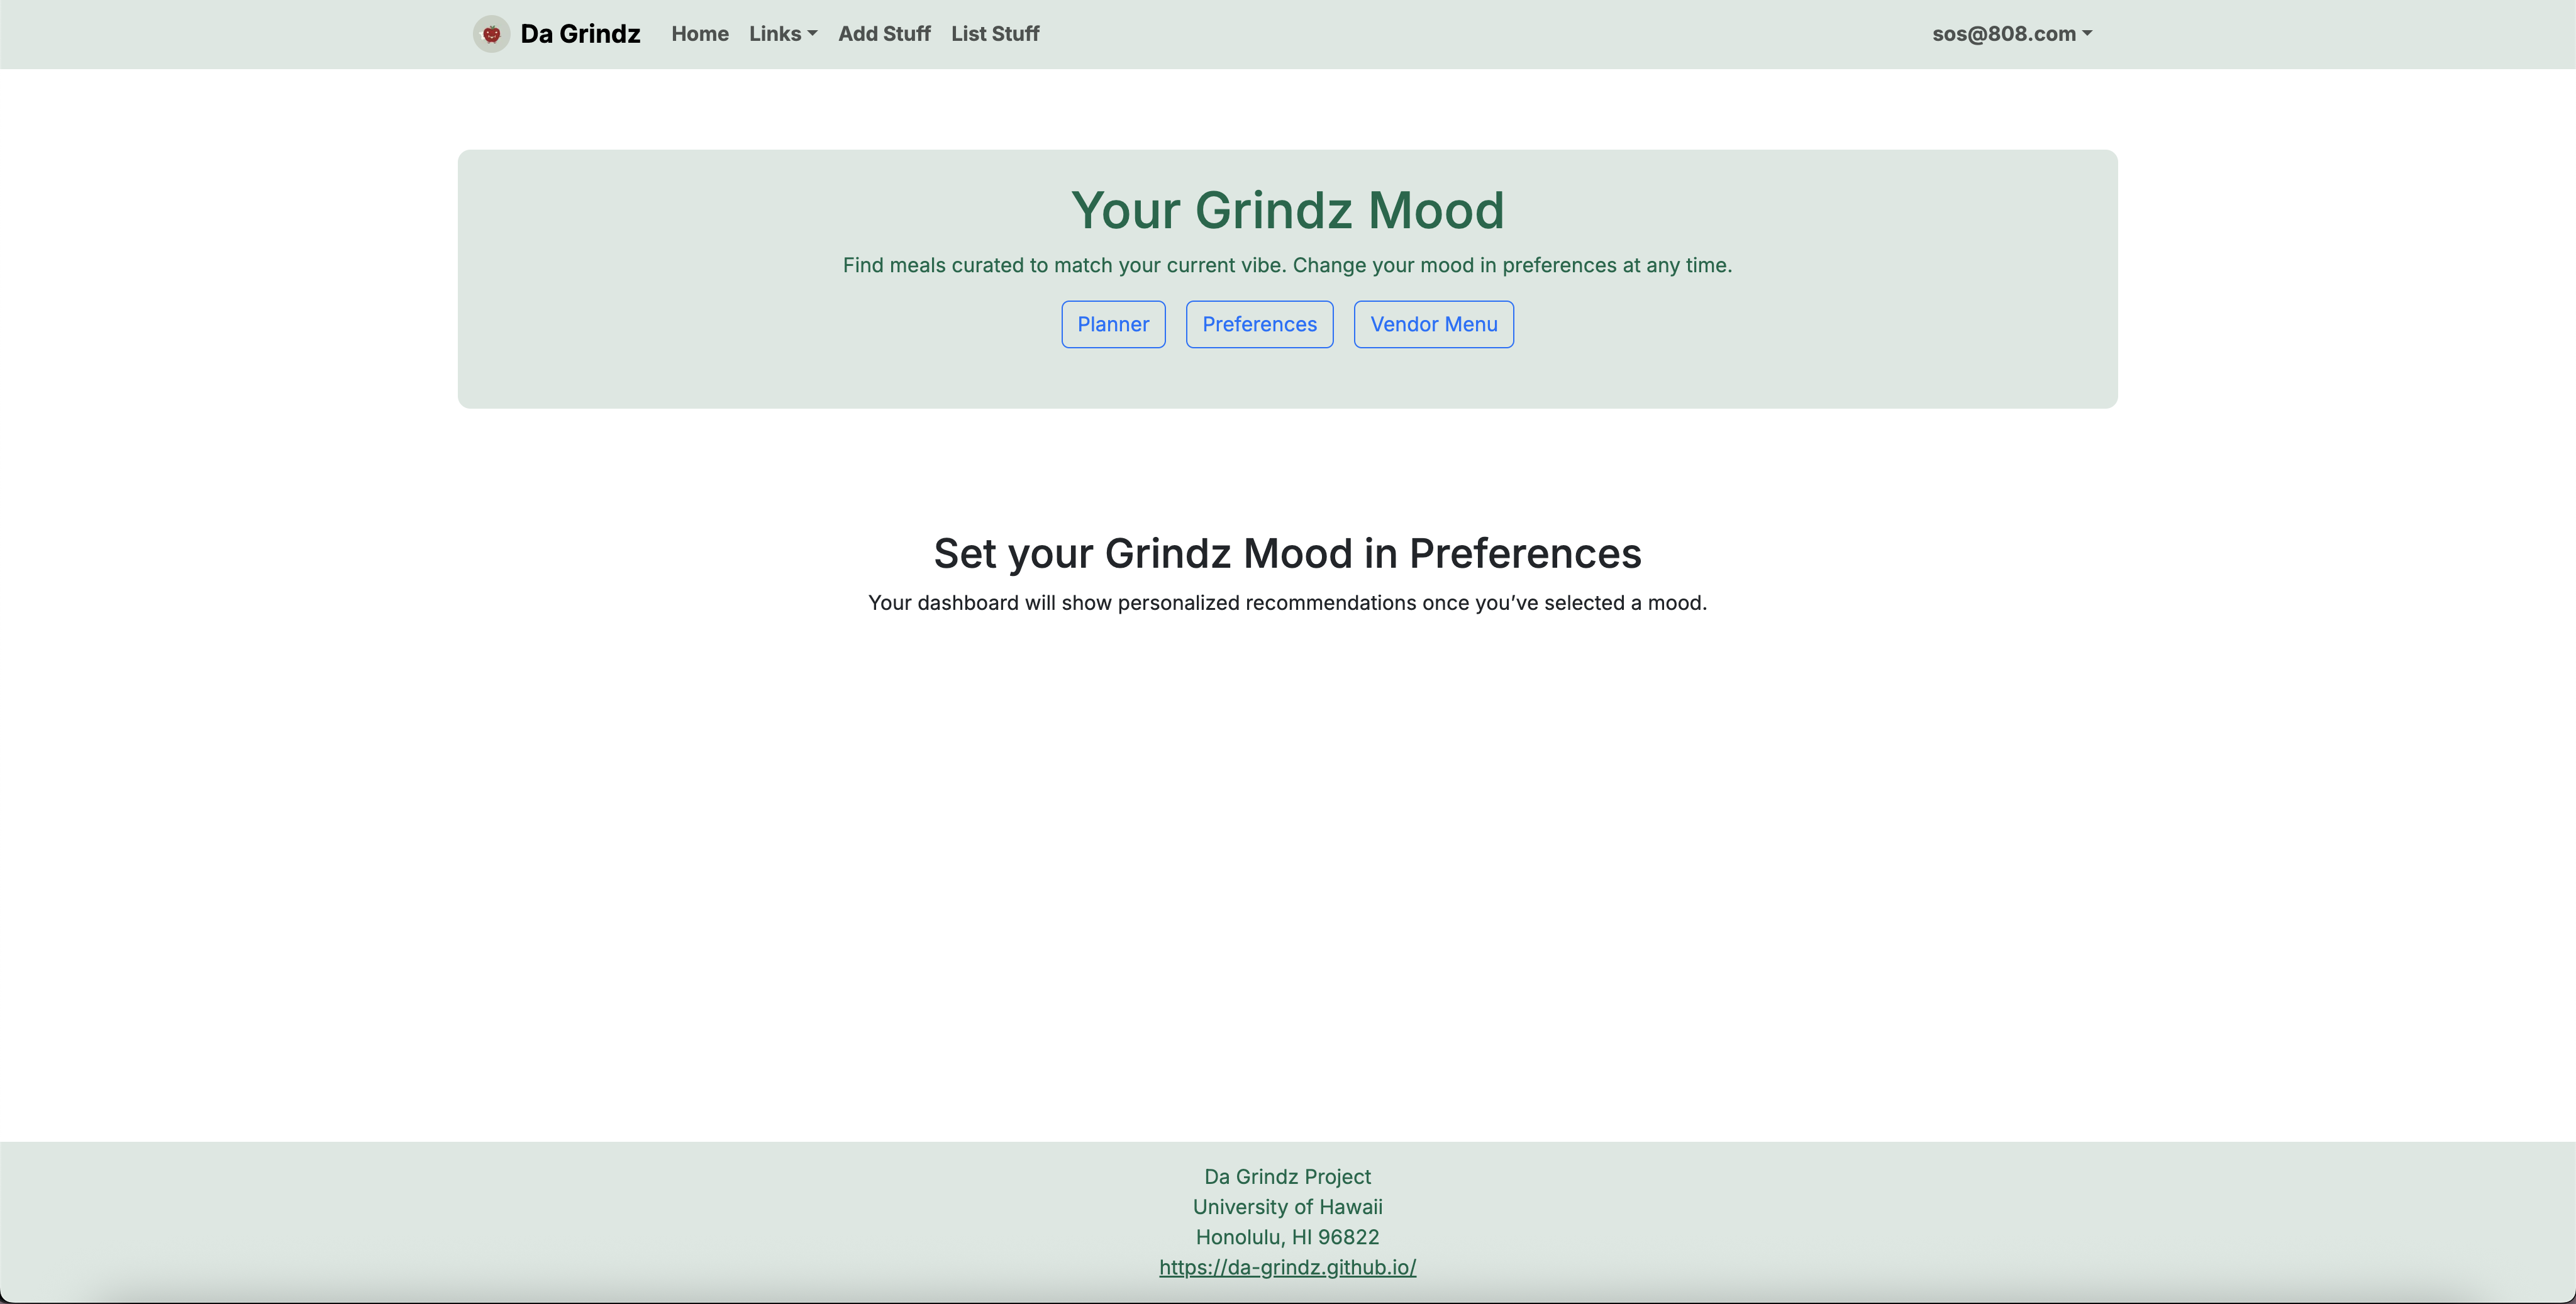 Da Grindz Home Links Add Stuff List Stuff sos@808.com
Your Grindz Mood
Find meals curated to match your current vibe. Change your mood in preferences at any time.
Planner Preferences Vendor Menu
Set your Grindz Mood in Preferences
Your dashboard will show personalized recommendations once you’ve selected a mood.
Da Grindz Project
University of Hawaii
Honolulu, HI 96822
https://da-grindz.github.io/